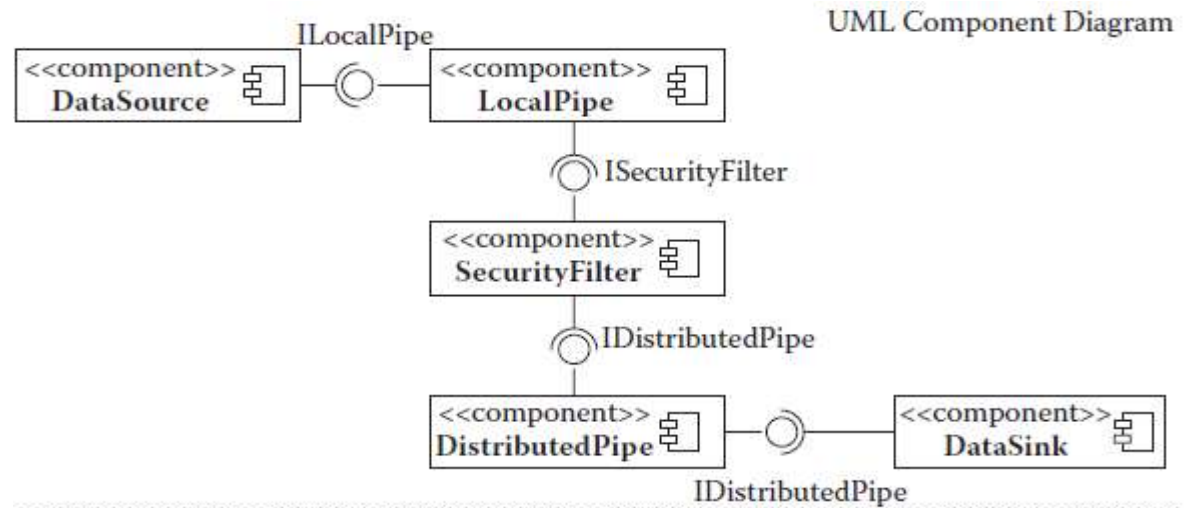 UML Component Diagram
ILocalPipe
<<component>>
DataSource
<<component>>
LocalPipe
ISecurityFilter
<<component>>
SecurityFilter
IDistributedPipe
<<component>>
DistributedPipe
<<component>>
DataSink
IDistributedPipe